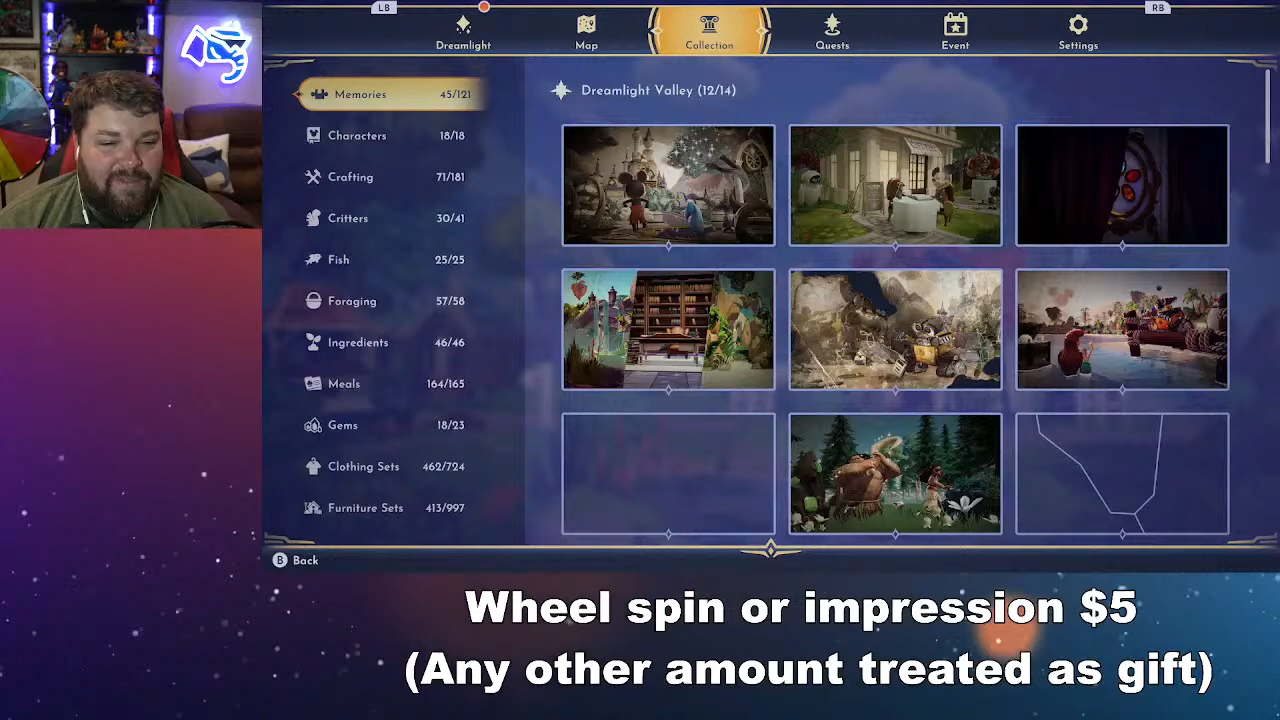 LB
RB
Dreamlight
Map
Collection
Quests
Event
Settings
Memories 45/121
Characters 18/18
Crafting 71/181
Critters 30/41
Fish 25/25
Foraging 57/58
Ingredients 46/46
Meals 164/165
Gems 18/23
Clothing Sets 462/724
Furniture Sets 413/997
Dreamlight Valley (12/14)
B Back
Wheel spin or impression $5
(Any other amount treated as gift)